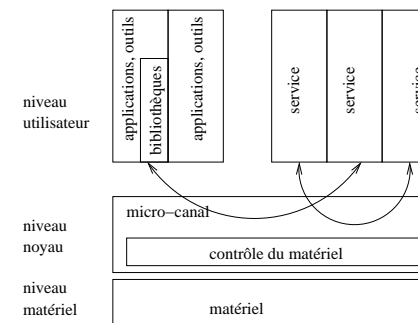 applications, outils
bibliothèques
applications, outils
service
service
service
niveau
utilisateur
micro−canal
niveau
noyau
contrôle du matériel
niveau
matériel
matériel